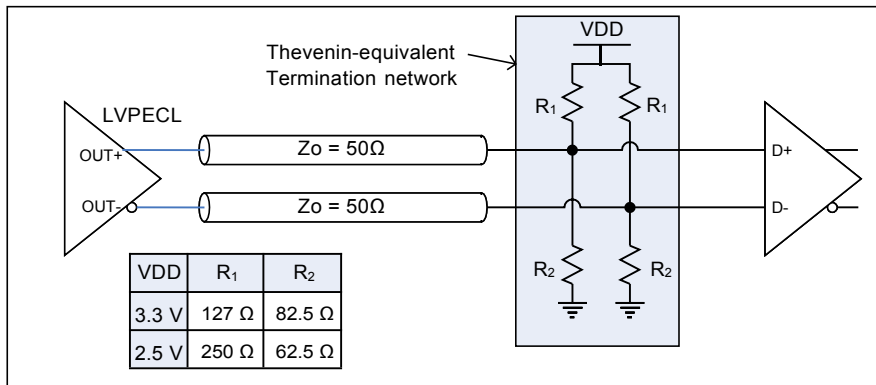 VDD
Thevenin-equivalent
Termination network
R₁ R₁
LVPECL
OUT+ Zo = 50Ω D+
OUT- Zo = 50Ω D-
R₂ R₂
VDD R₁ R₂
3.3 V 127 Ω 82.5 Ω
2.5 V 250 Ω 62.5 Ω